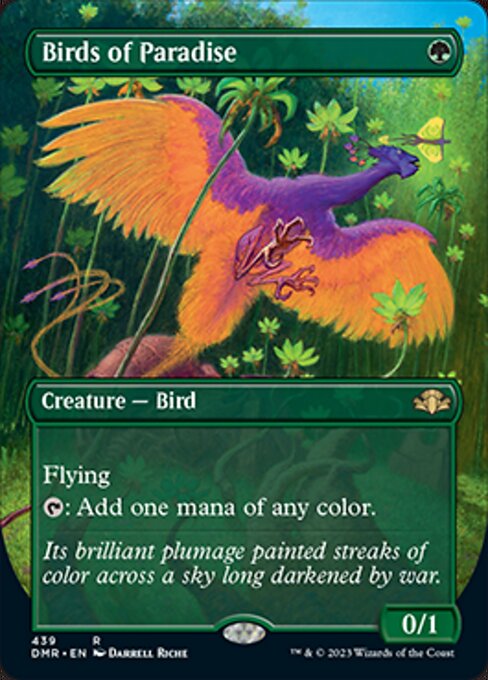 Birds of Paradise
Creature — Bird
Flying
: Add one mana of any color.
Its brilliant plumage painted streaks of
color across a sky long darkened by war.
0/1
439 R
DMR • EN DARRELL RICHE
™ & © 2023 Wizards of the Coast